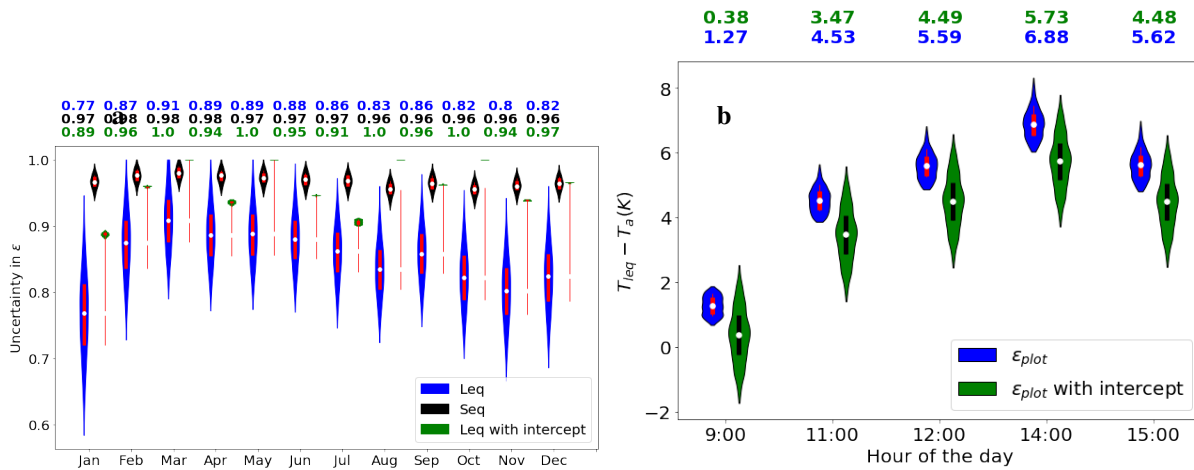 0.77 0.87 0.91 0.89 0.89 0.88 0.86 0.83 0.86 0.82 0.8 0.82
0.97 0.98 0.98 0.98 0.97 0.97 0.97 0.96 0.96 0.96 0.96 0.96
0.89 0.96 1.0 0.94 1.0 0.95 0.91 1.0 0.96 1.0 0.94 0.97
a
Uncertainty in ε
1.0
0.9
0.8
0.7
0.6
Leq
Seq
Leq with intercept
Jan Feb Mar Apr May Jun Jul Aug Sep Oct Nov Dec
0.38 3.47 4.49 5.73 4.48
1.27 4.53 5.59 6.88 5.62
b
T_leq − T_a(K)
8
6
4
2
0
−2
ε_plot
ε_plot with intercept
9:00 11:00 12:00 14:00 15:00
Hour of the day